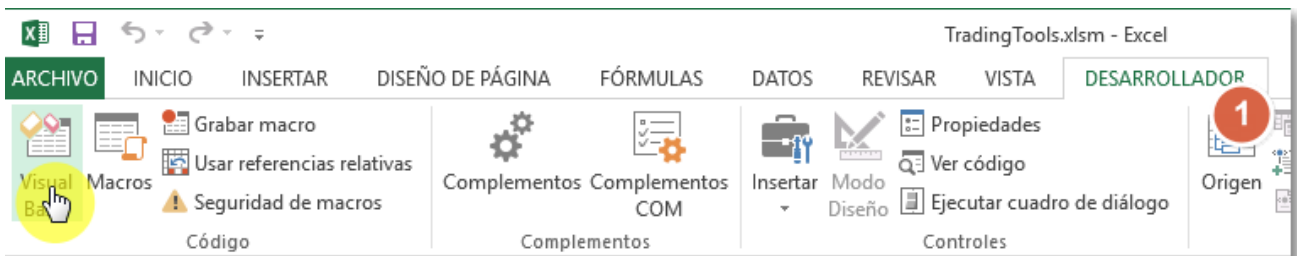 TradingTools.xlsm - Excel
ARCHIVO INICIO INSERTAR DISEÑO DE PÁGINA FÓRMULAS DATOS REVISAR VISTA DESARROLLADOR
1
Grabar macro
Usar referencias relativas
Seguridad de macros
Visual
Macros
Código
Complementos
Complementos
COM
Complementos
Insertar
Modo
Diseño
Propiedades
Ver código
Ejecutar cuadro de diálogo
Controles
Origen